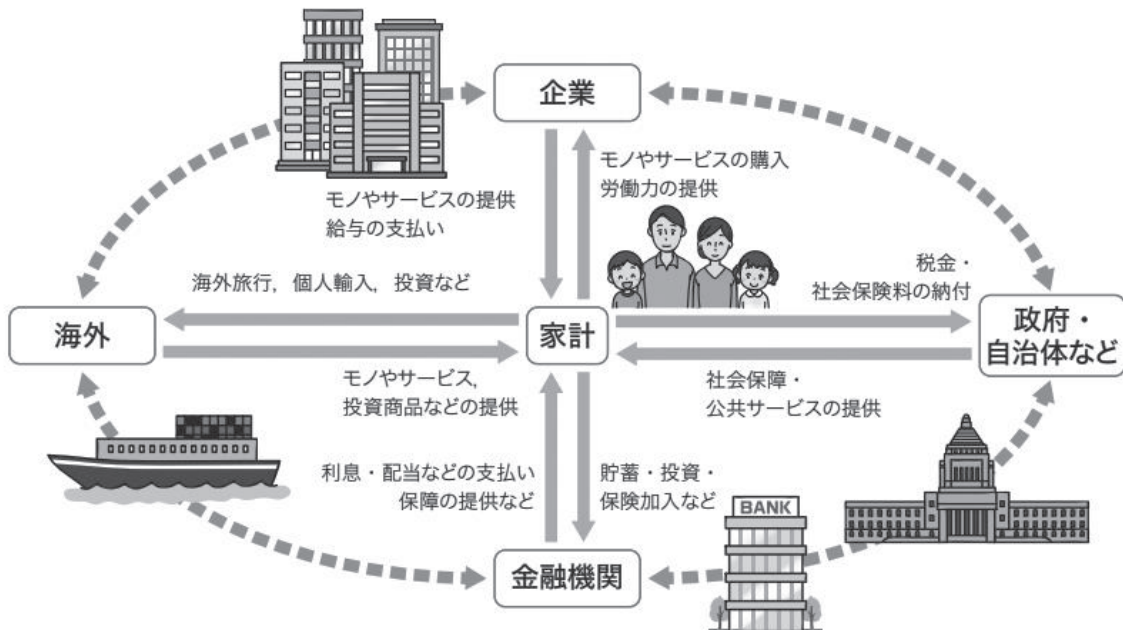 企業
モノやサービスの購入
労働力の提供
モノやサービスの提供
給与の支払い
海外旅行，個人輸入，投資など
税金・
社会保険料の納付
海外
家計
政府・
自治体など
モノやサービス，
投資商品などの提供
社会保障・
公共サービスの提供
利息・配当などの支払い
保障の提供など
貯蓄・投資・
保険加入など
BANK
金融機関